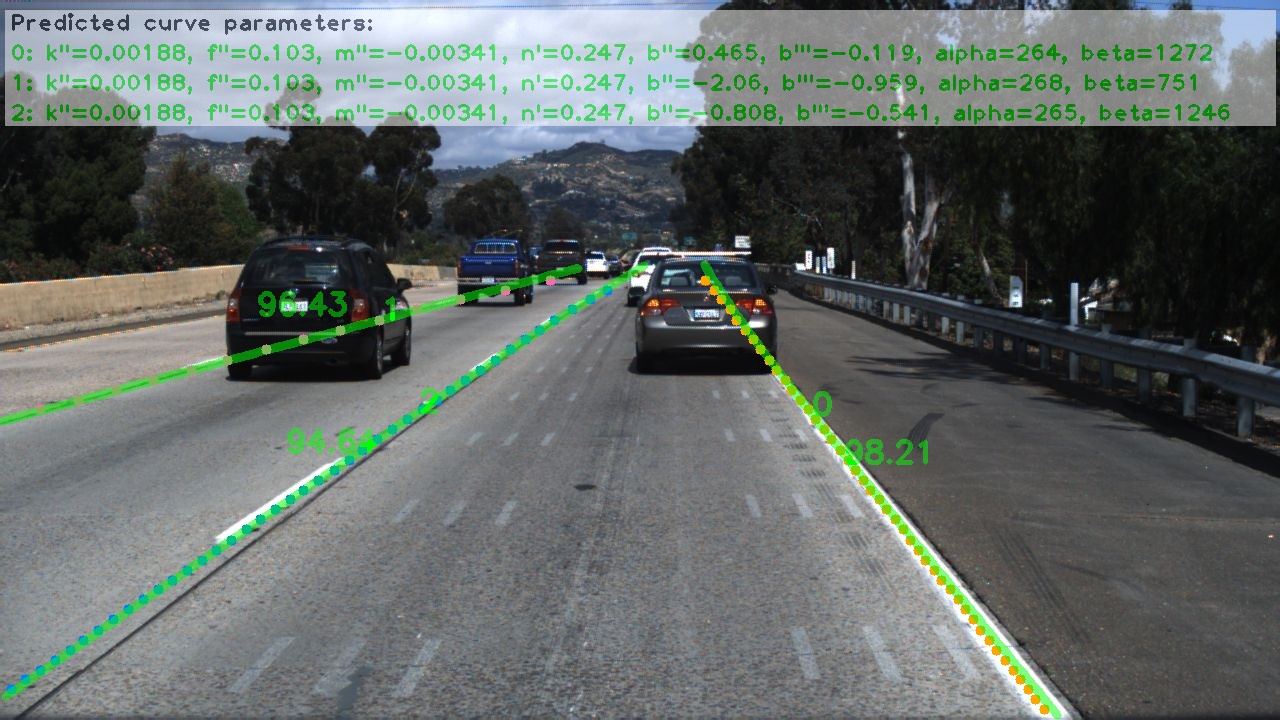 Predicted curve parameters:
0: k''=0.00188, f''=0.103, m''=-0.00341, n'=0.247, b''=0.465, b'''=-0.119, alpha=264, beta=1272
1: k''=0.00188, f''=0.103, m''=-0.00341, n'=0.247, b''=-2.06, b'''=-0.959, alpha=268, beta=751
2: k''=0.00188, f''=0.103, m''=-0.00341, n'=0.247, b''=-0.808, b'''=-0.541, alpha=265, beta=1246
96.43
1
2
0
94.64
98.21